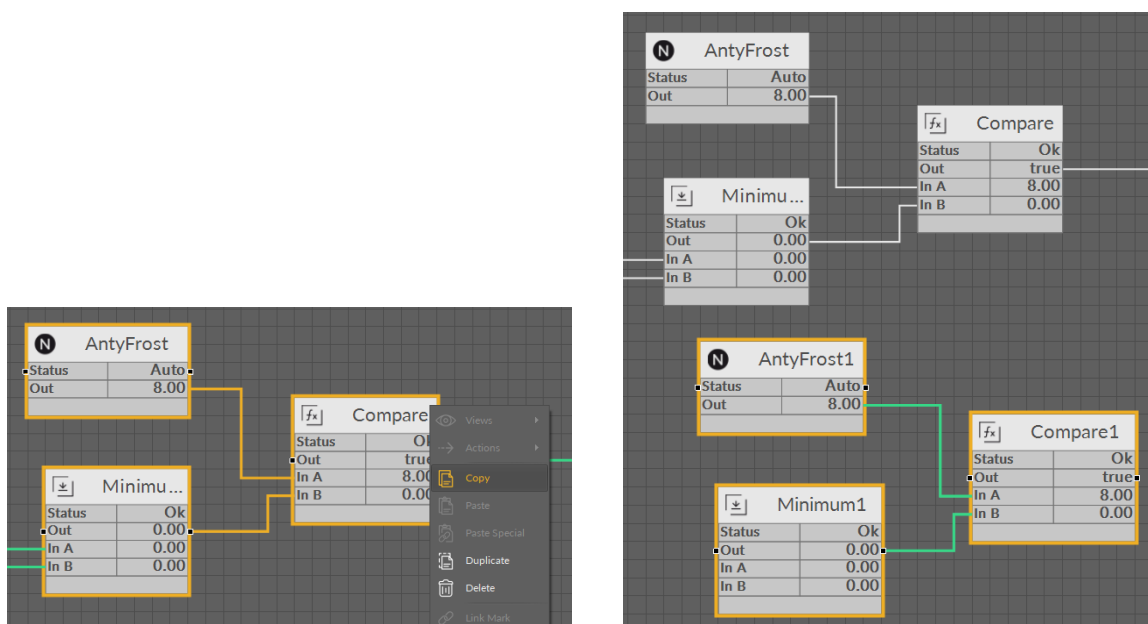 N AntyFrost
Status Auto
Out 8.00
Minimu...
Status Ok
Out 0.00
In A 0.00
In B 0.00
fx Compare
Status
Out
In A 8.00
In B 0.00
Views
Actions
Copy
Paste
Paste Special
Duplicate
Delete
Link Mark
N AntyFrost
Status Auto
Out 8.00
fx Compare
Status Ok
Out true
In A 8.00
In B 0.00
Minimu...
Status Ok
Out 0.00
In A 0.00
In B 0.00
N AntyFrost1
Status Auto
Out 8.00
fx Compare1
Status Ok
Out true
In A 8.00
In B 0.00
Minimum1
Status Ok
Out 0.00
In A 0.00
In B 0.00